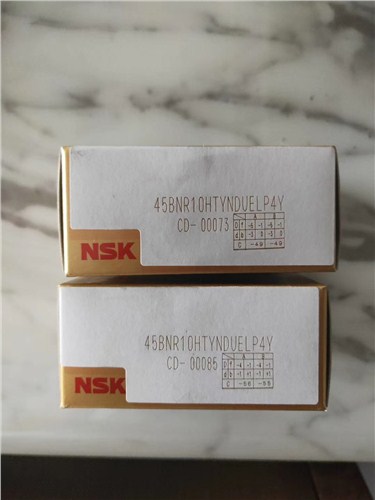 45BNR10HTYNDUELP4Y
CD- 00073
NSK
45BNR10HTYNDUELP4Y
CD- 00085
NSK